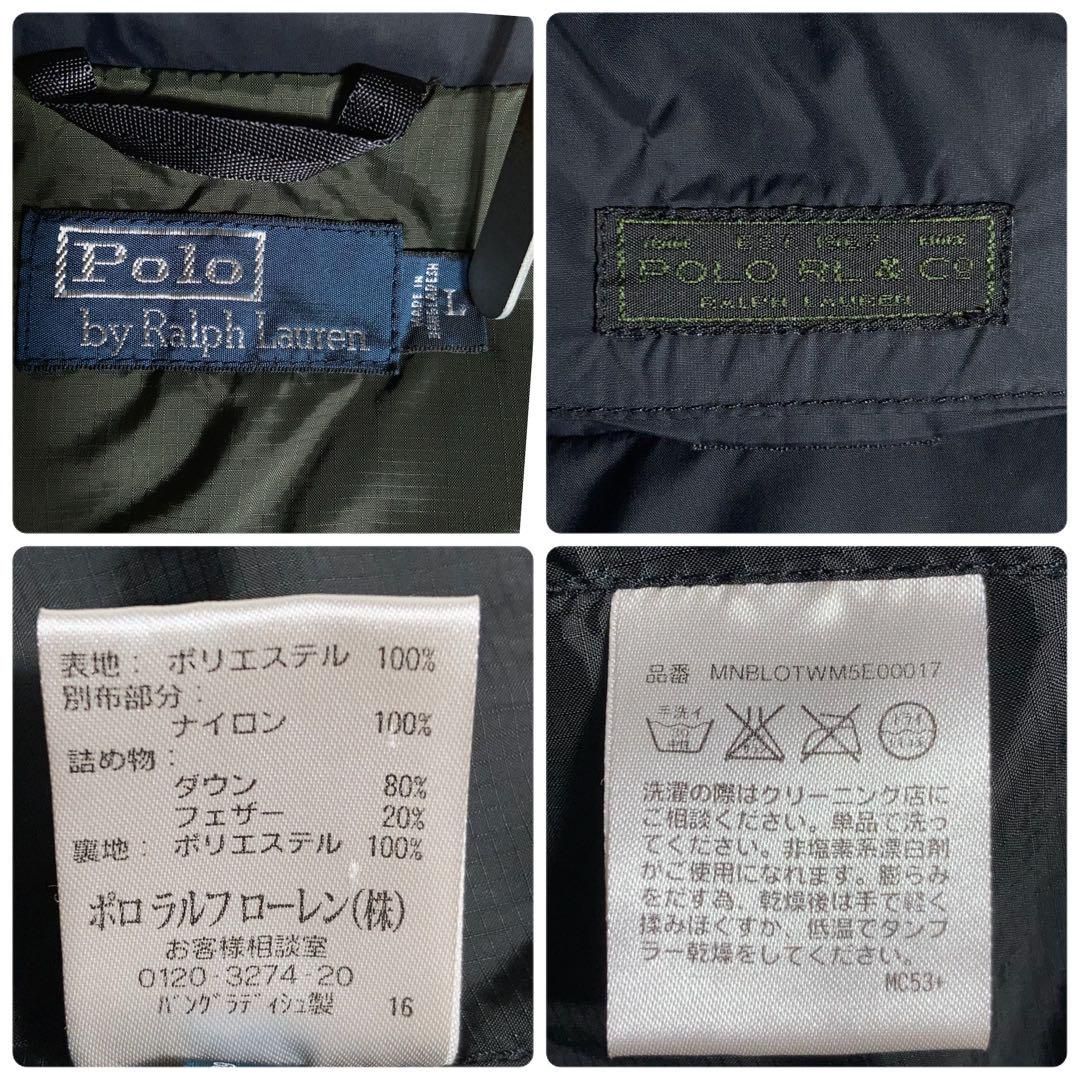 Polo
by Ralph Lauren
MADE IN
BANGLADESH
L
EST. 1967
POLO RL & Co
RALPH LAUREN
表地: ポリエステル 100%
別布部分:
ナイロン 100%
詰め物:
ダウン 80%
フェザー 20%
裏地: ポリエステル 100%
ポロ ラルフ ローレン(株)
お客様相談室
0120-3274-20
バングラディシュ製 16
品番 MNBLOTWM5E00017
手洗イ
中性
ドライ
洗濯の際はクリーニング店に
ご相談ください。単品で洗っ
てください。非塩素系漂白剤
がご使用になれます。膨らみ
をだす為、乾燥後は手で軽く
揉みほぐすか、低温でタンブ
ラー乾燥をしてください。
MC53+